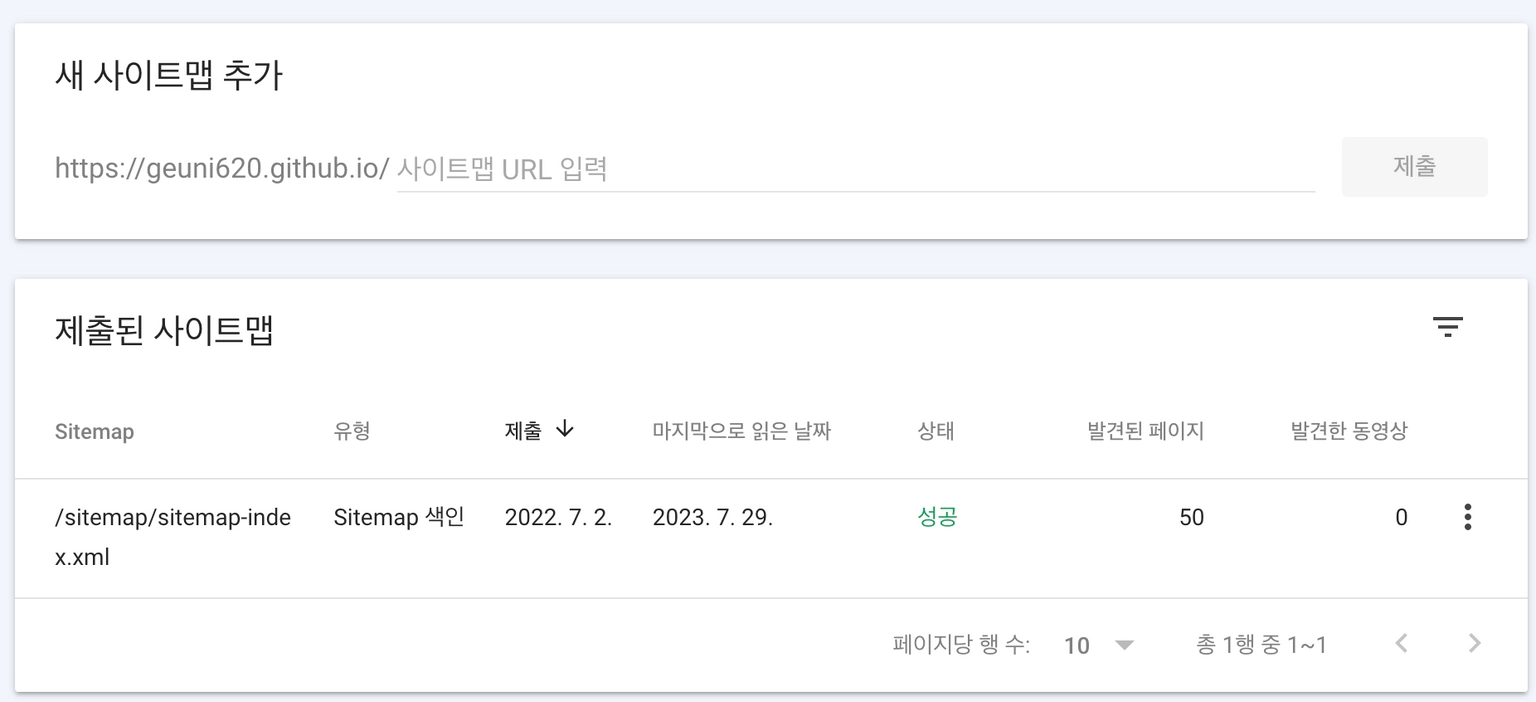 새 사이트맵 추가
https://geuni620.github.io/ 사이트맵 URL 입력
제출
제출된 사이트맵
Sitemap 유형 제출 마지막으로 읽은 날짜 상태 발견된 페이지 발견한 동영상
/sitemap/sitemap-inde Sitemap 색인 2022. 7. 2. 2023. 7. 29. 성공 50 0
x.xml
페이지당 행 수: 10 총 1행 중 1~1